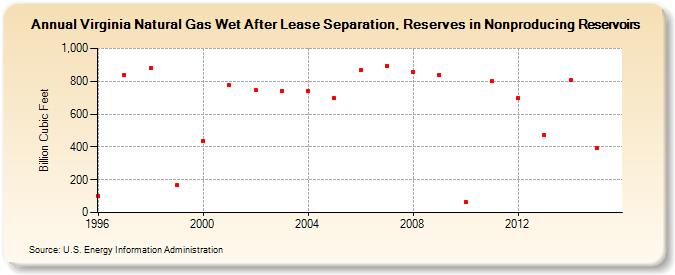 Annual Virginia Natural Gas Wet After Lease Separation, Reserves in Nonproducing Reservoirs
Billion Cubic Feet
1,000
800
600
400
200
0
1996 2000 2004 2008 2012
Source: U.S. Energy Information Administration